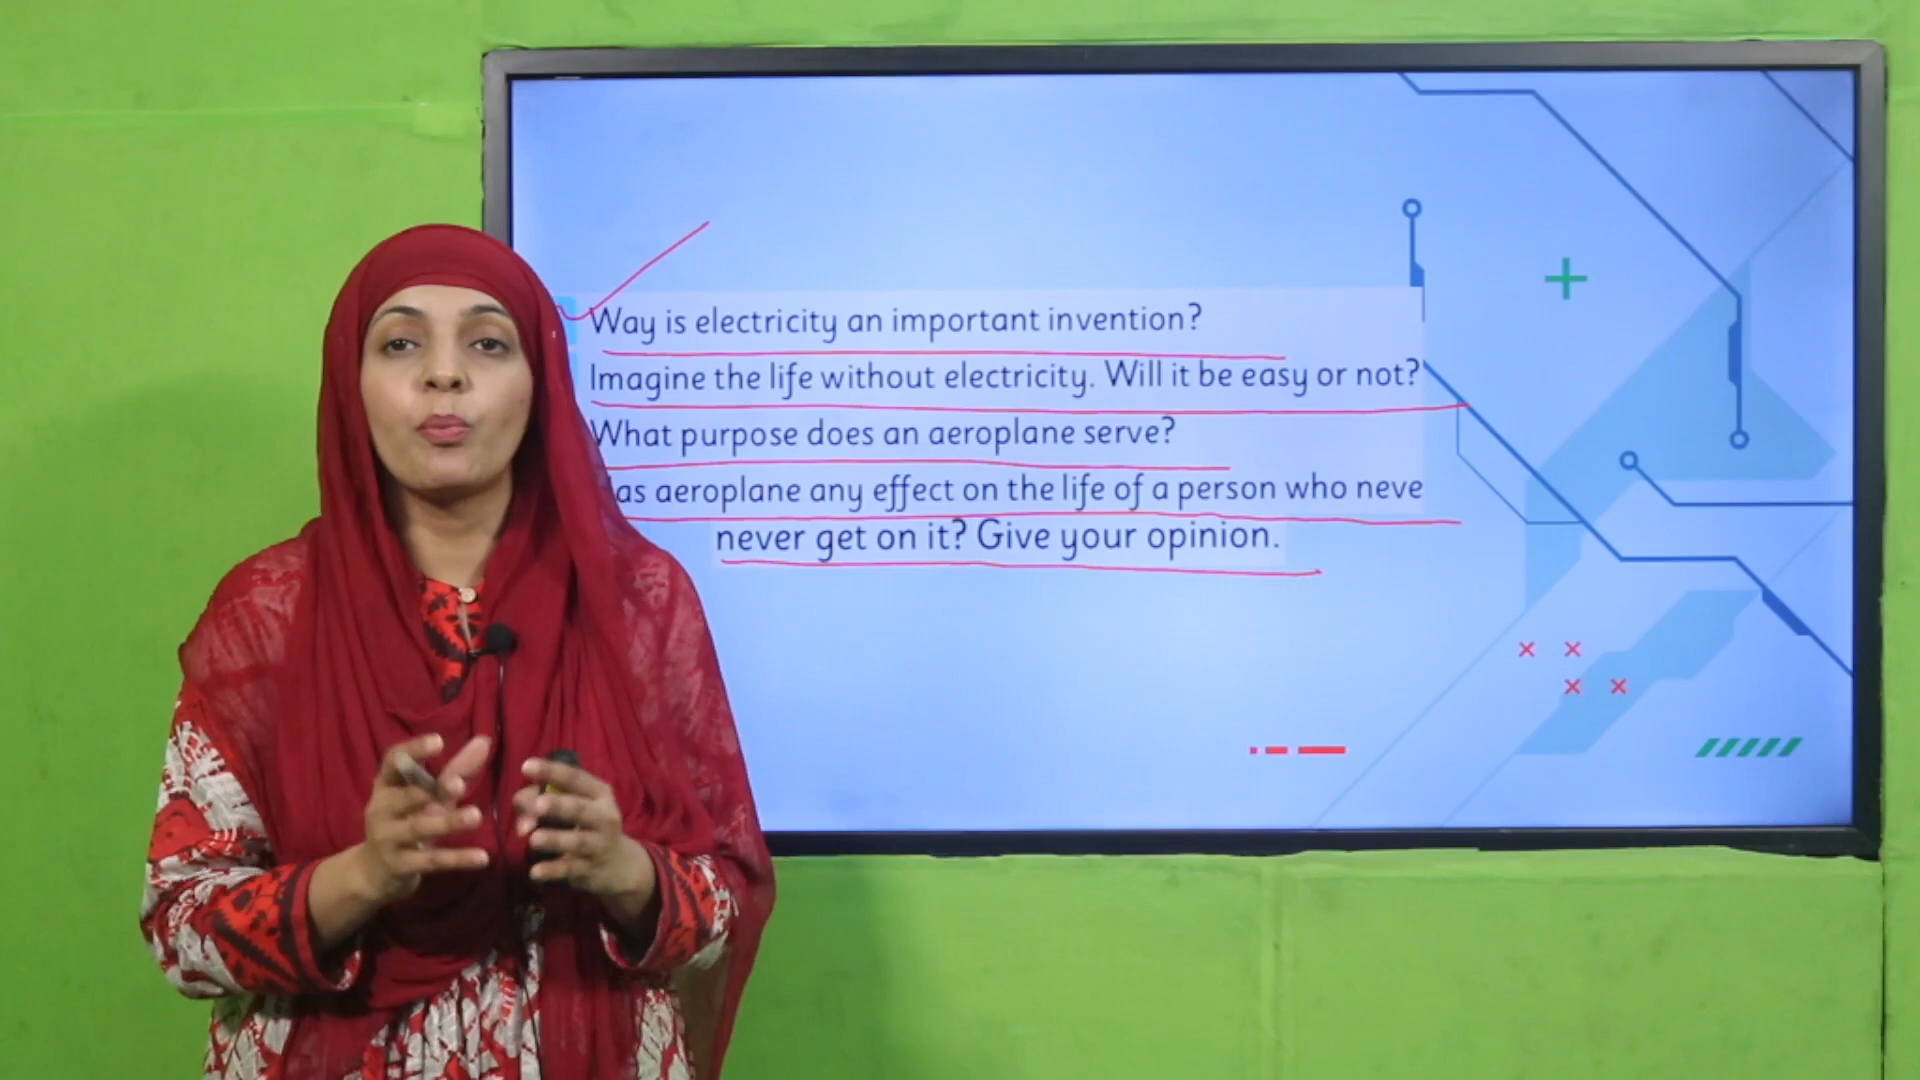 Way is electricity an important invention?
Imagine the life without electricity. Will it be easy or not?
What purpose does an aeroplane serve?
aeroplane any effect on the life of a person who neve
never get on it? Give your opinion.